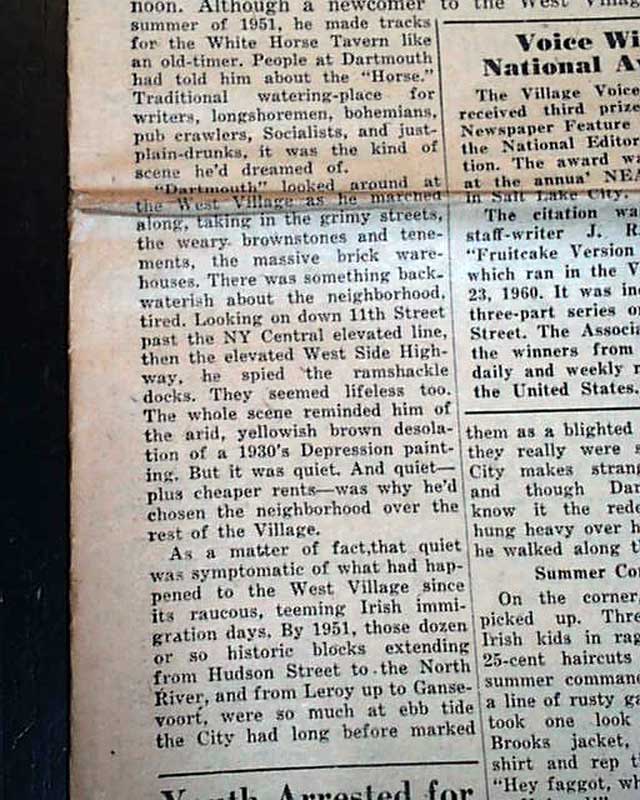 noon. Although a newcomer to the West Village
summer of 1951, he made tracks
for the White Horse Tavern like
an old-timer. People at Dartmouth
had told him about the "Horse."
Traditional watering-place for
writers, longshoremen, bohemians,
pub crawlers, Socialists, and just-
plain-drunks, it was the kind of
scene he'd dreamed of.
"Dartmouth" looked around at
the West Village as he marched
along, taking in the grimy streets,
the weary brownstones and tene-
ments, the massive brick ware-
houses. There was something back-
waterish about the neighborhood,
tired. Looking on down 11th Street
past the NY Central elevated line,
then the elevated West Side High-
way, he spied the ramshackle
docks. They seemed lifeless too.
The whole scene reminded him of
the arid, yellowish brown desola-
tion of a 1930's Depression paint-
ing. But it was quiet. And quiet—
plus cheaper rents—was why he'd
chosen the neighborhood over the
rest of the Village.
As a matter of fact,that quiet
was symptomatic of what had hap-
pened to the West Village since
its raucous, teeming Irish immi-
gration days. By 1951, those dozen
or so historic blocks extending
from Hudson Street to the North
River, and from Leroy up to Ganse-
voort, were so much at ebb tide
the City had long before marked
Youth Arrested for
Voice Wi
National A
The Village Voice
received third prize
Newspaper Feature
the National Editor
tion. The award wa
at the annua' NEA
in Salt Lake City.
The citation wa
staff-writer J. R.
"Fruitcake Version
which ran in the V
23, 1960. It was in
three-part series o
Street. The Associa
the winners from
daily and weekly n
the United States.
them as a blighted
they really were s
City makes strang
and though Dar
know it the rede
hung heavy over h
he walked along t
Summer Co
On the corner,
picked up. Thre
Irish kids in rag
25-cent haircuts
summer command
a line of rusty ga
took one look
Brooks jacket,
shirt and rep t
"Hey faggot, wh